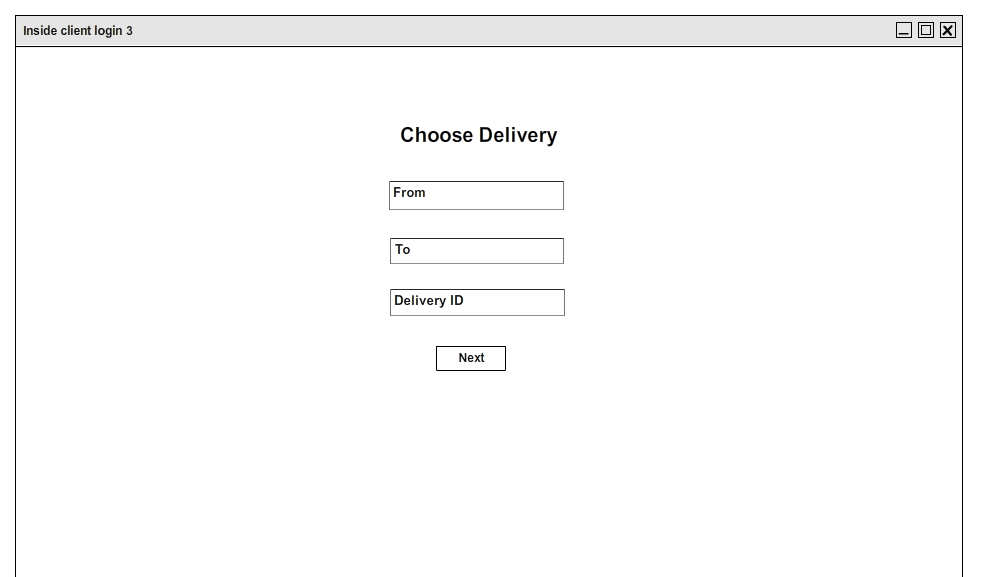 Inside client login 3
Choose Delivery
From
To
Delivery ID
Next